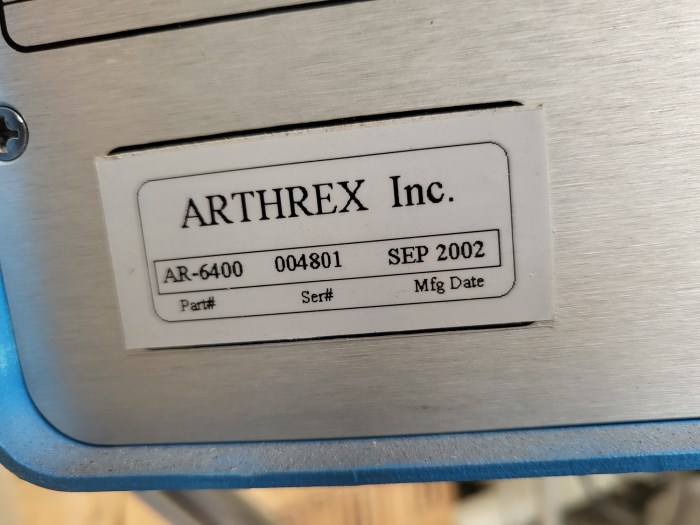 ARTHREX Inc.
AR-6400 004801 SEP 2002
Part# Ser# Mfg Date